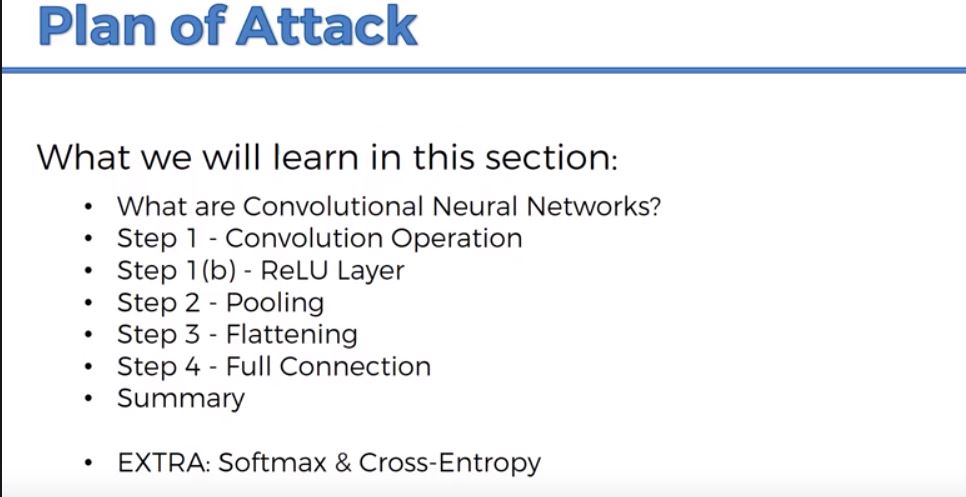 Plan of Attack
What we will learn in this section:
• What are Convolutional Neural Networks?
• Step 1 - Convolution Operation
• Step 1(b) - ReLU Layer
• Step 2 - Pooling
• Step 3 - Flattening
• Step 4 - Full Connection
• Summary
• EXTRA: Softmax & Cross-Entropy